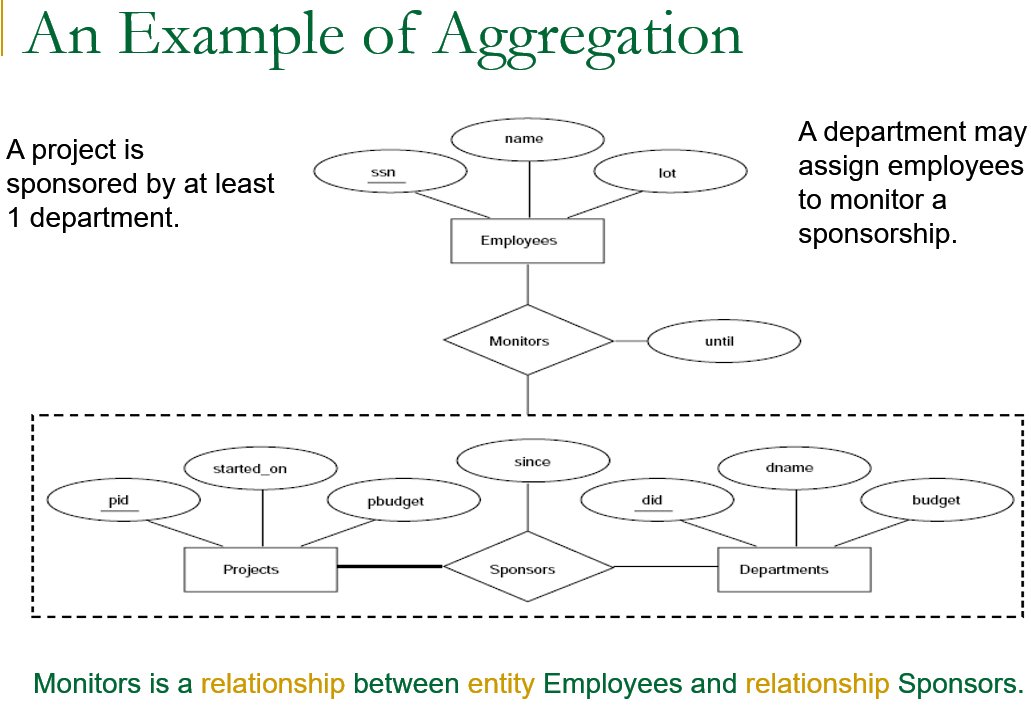 An Example of Aggregation
A project is
sponsored by at least
1 department.
A department may
assign employees
to monitor a
sponsorship.
name
ssn
lot
Employees
Monitors
until
since
started_on
dname
pid
pbudget
did
budget
Projects
Sponsors
Departments
Monitors is a relationship between entity Employees and relationship Sponsors.